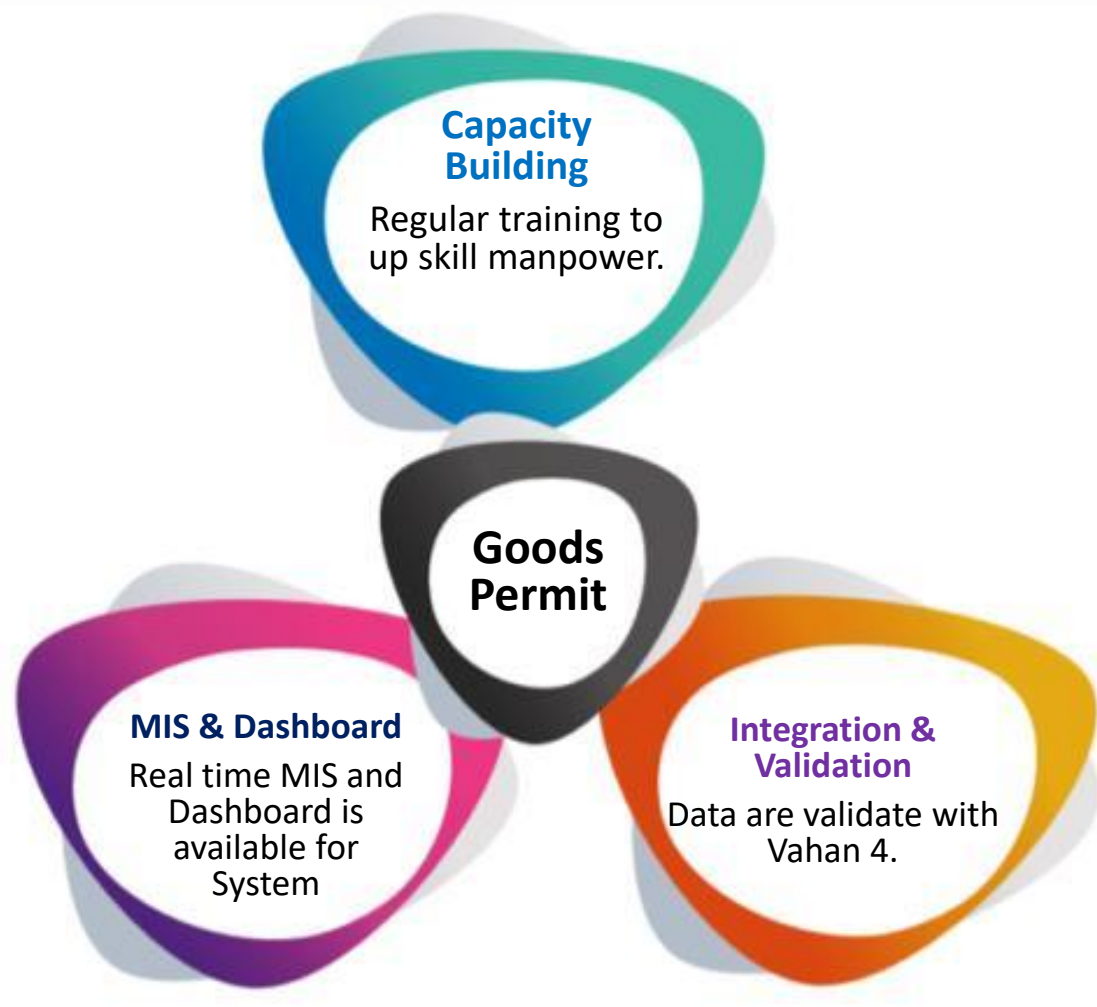 Capacity
Building
Regular training to
up skill manpower.
Goods
Permit
MIS & Dashboard
Real time MIS and
Dashboard is
available for
System
Integration &
Validation
Data are validate with
Vahan 4.